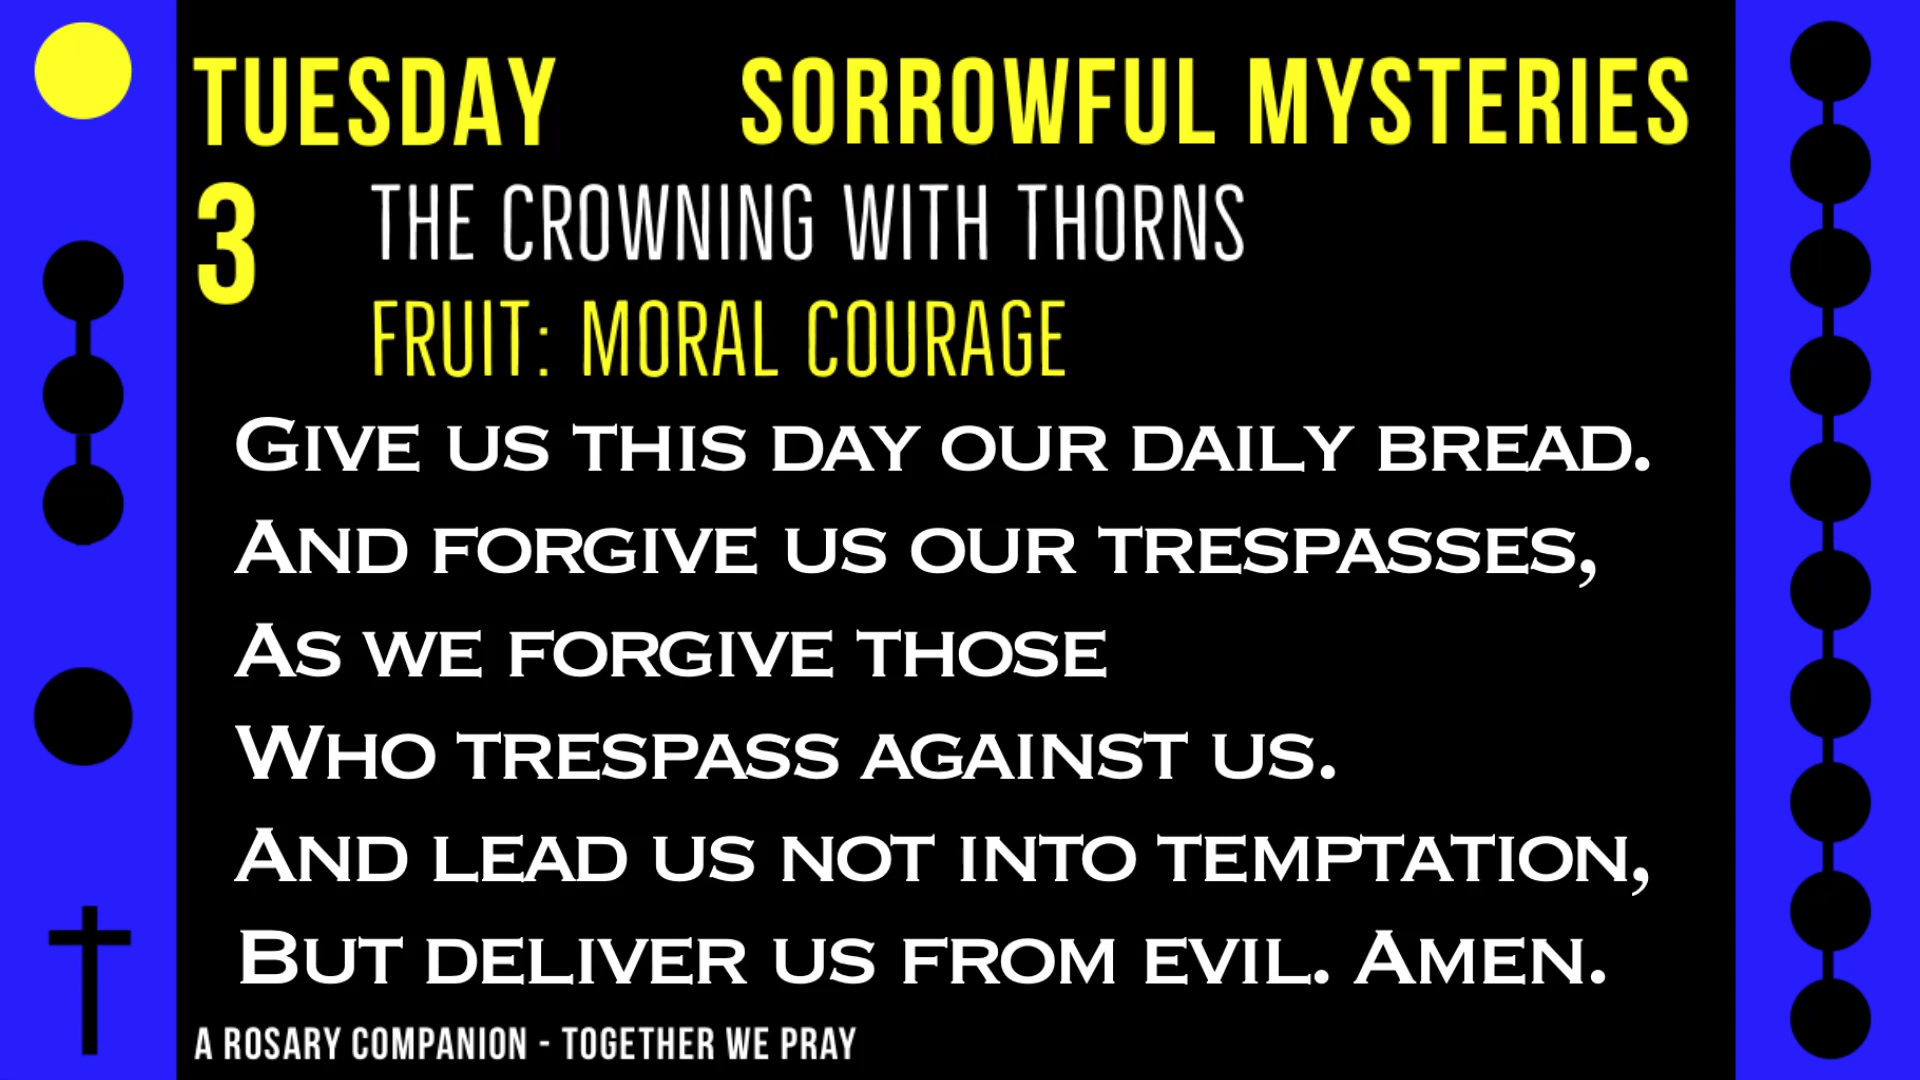 TUESDAY SORROWFUL MYSTERIES
3 THE CROWNING WITH THORNS
FRUIT: MORAL COURAGE
Give us this day our daily bread.
And forgive us our trespasses,
As we forgive those
Who trespass against us.
And lead us not into temptation,
But deliver us from evil. Amen.
A ROSARY COMPANION - TOGETHER WE PRAY